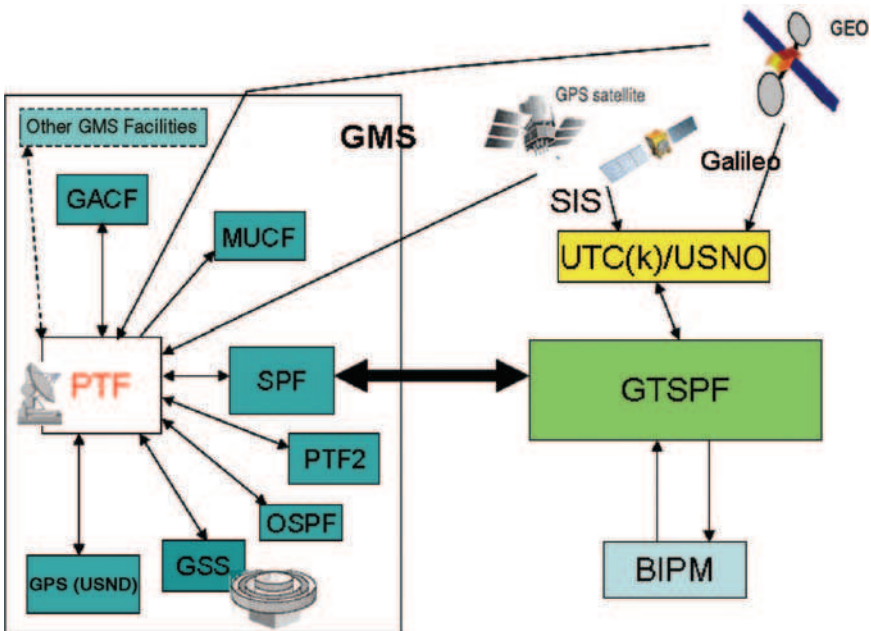 GEO
GPS satellite
Other GMS Facilities
GMS
Galileo
GACF
SIS
MUCF
UTC(k)/USNO
PTF
SPF
GTSPF
PTF2
OSPF
GSS
BIPM
GPS (USND)